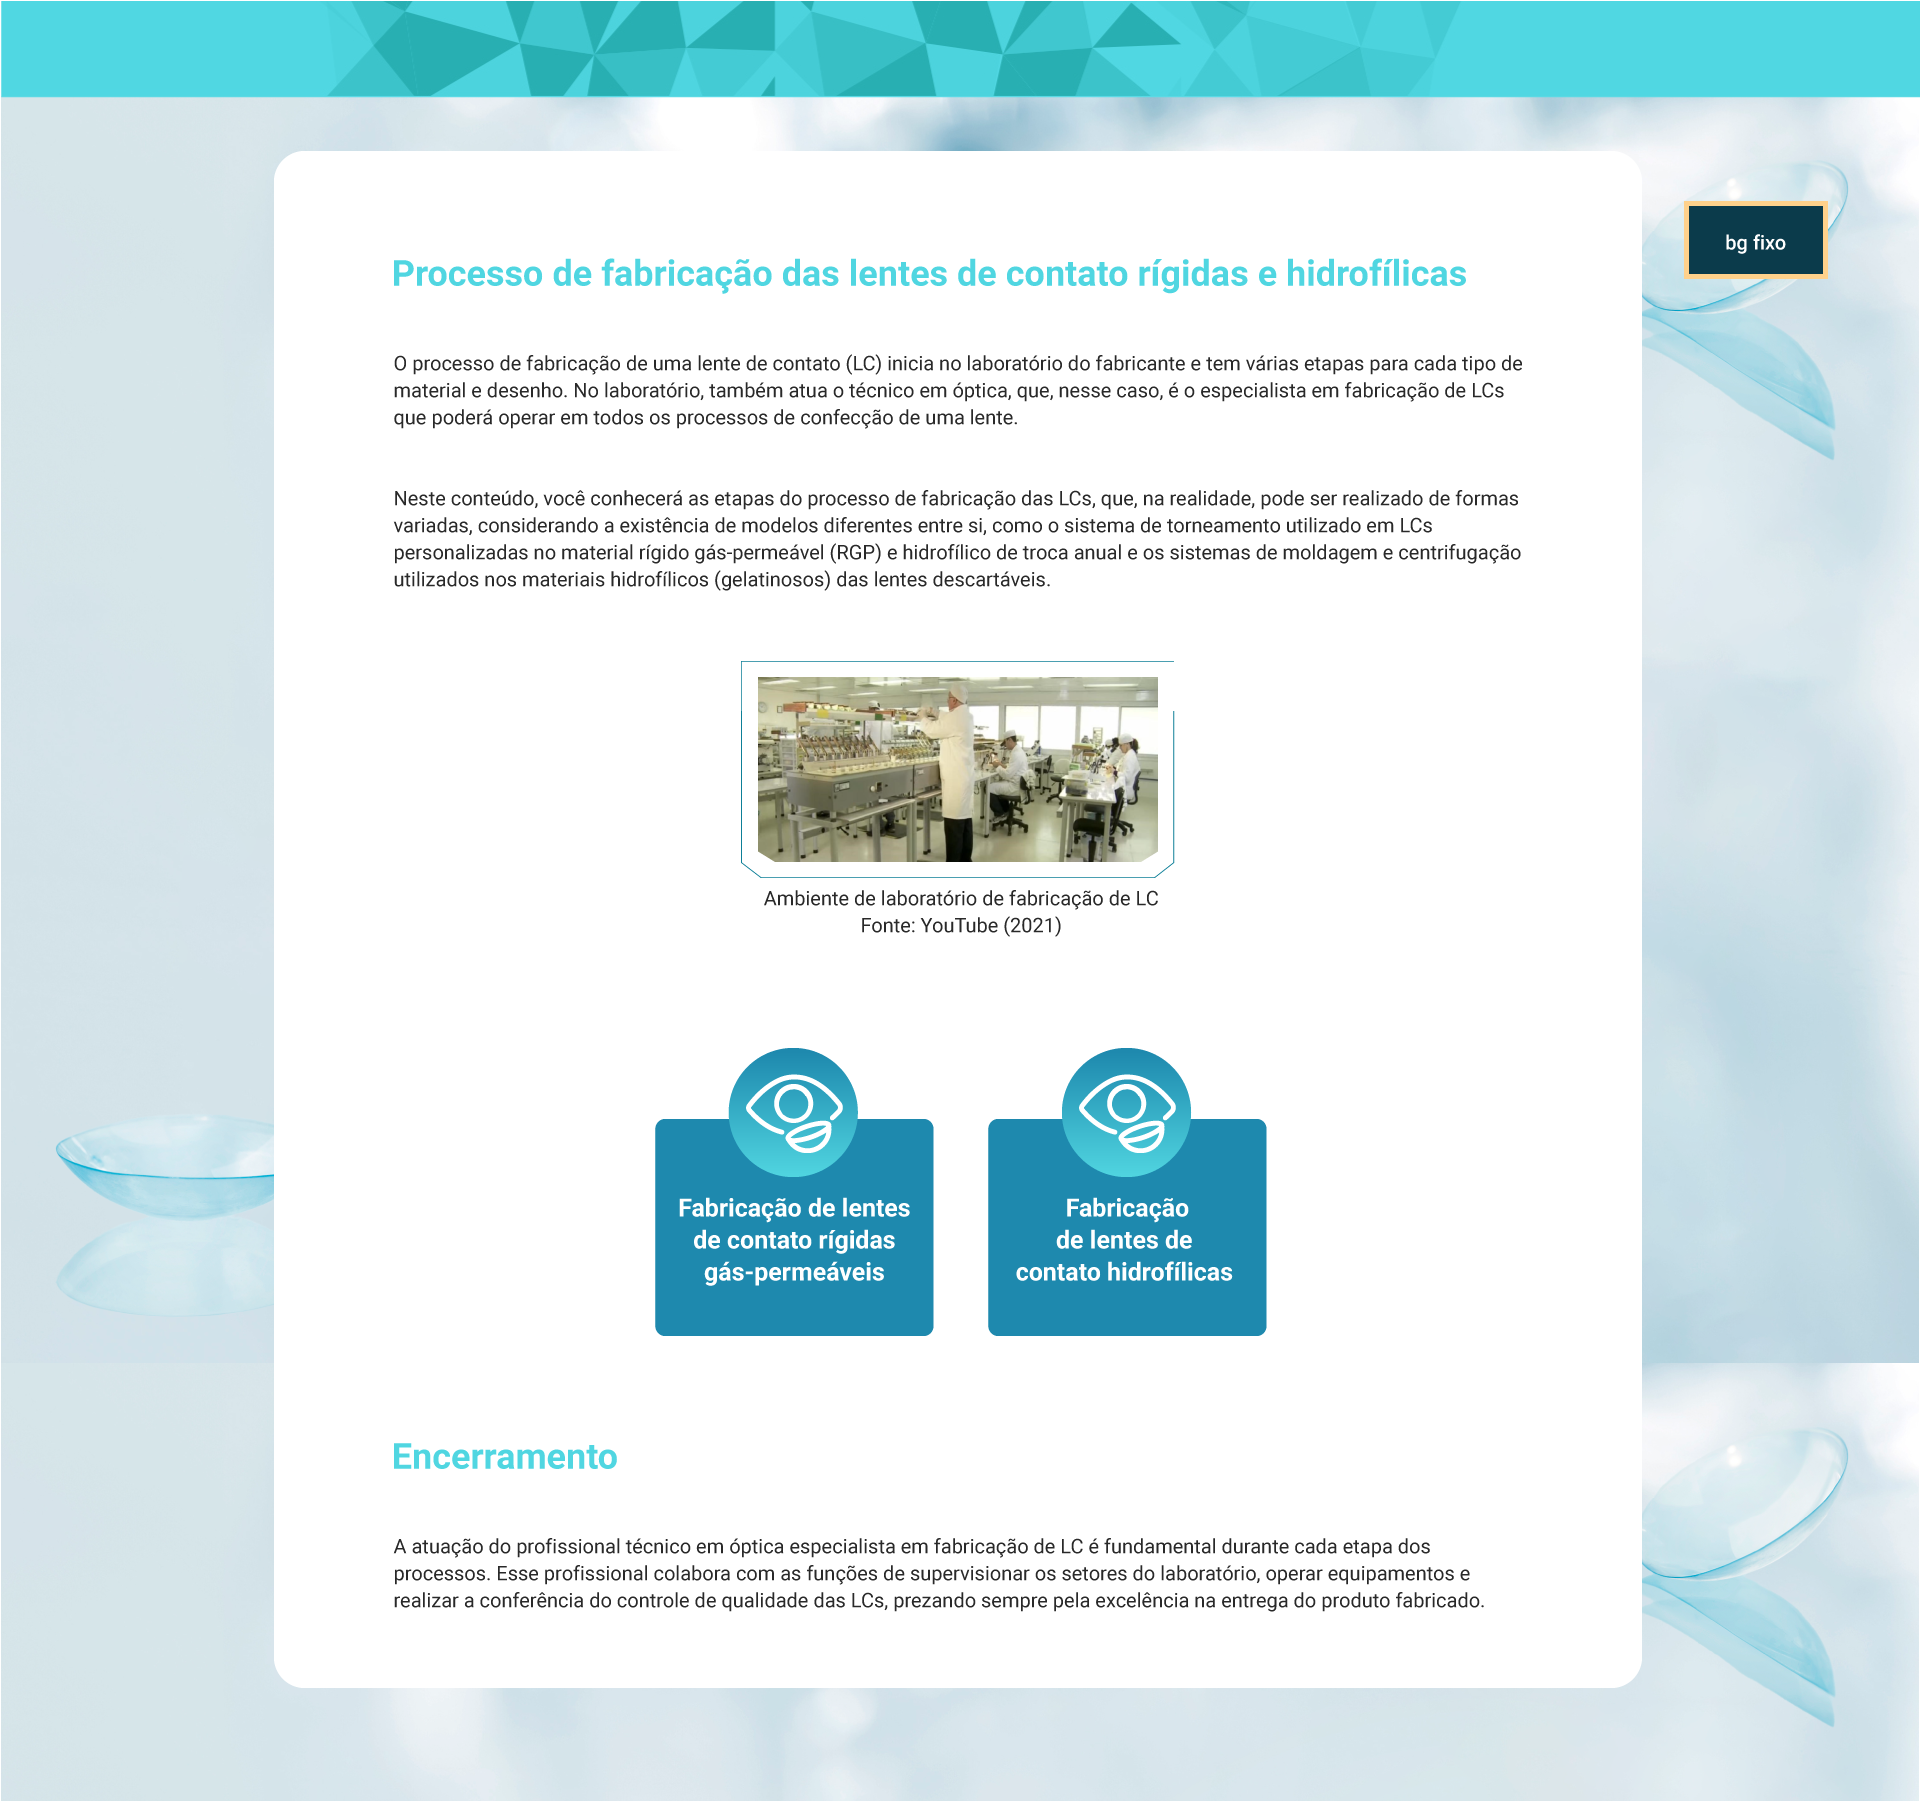 bg fixo
Processo de fabricação das lentes de contato rígidas e hidrofílicas
O processo de fabricação de uma lente de contato (LC) inicia no laboratório do fabricante e tem várias etapas para cada tipo de
material e desenho. No laboratório, também atua o técnico em óptica, que, nesse caso, é o especialista em fabricação de LCs
que poderá operar em todos os processos de confecção de uma lente.
Neste conteúdo, você conhecerá as etapas do processo de fabricação das LCs, que, na realidade, pode ser realizado de formas
variadas, considerando a existência de modelos diferentes entre si, como o sistema de torneamento utilizado em LCs
personalizadas no material rígido gás-permeável (RGP) e hidrofílico de troca anual e os sistemas de moldagem e centrifugação
utilizados nos materiais hidrofílicos (gelatinosos) das lentes descartáveis.
Ambiente de laboratório de fabricação de LC
Fonte: YouTube (2021)
Fabricação de lentes
de contato rígidas
gás-permeáveis
Fabricação
de lentes de
contato hidrofílicas
Encerramento
A atuação do profissional técnico em óptica especialista em fabricação de LC é fundamental durante cada etapa dos
processos. Esse profissional colabora com as funções de supervisionar os setores do laboratório, operar equipamentos e
realizar a conferência do controle de qualidade das LCs, prezando sempre pela excelência na entrega do produto fabricado.